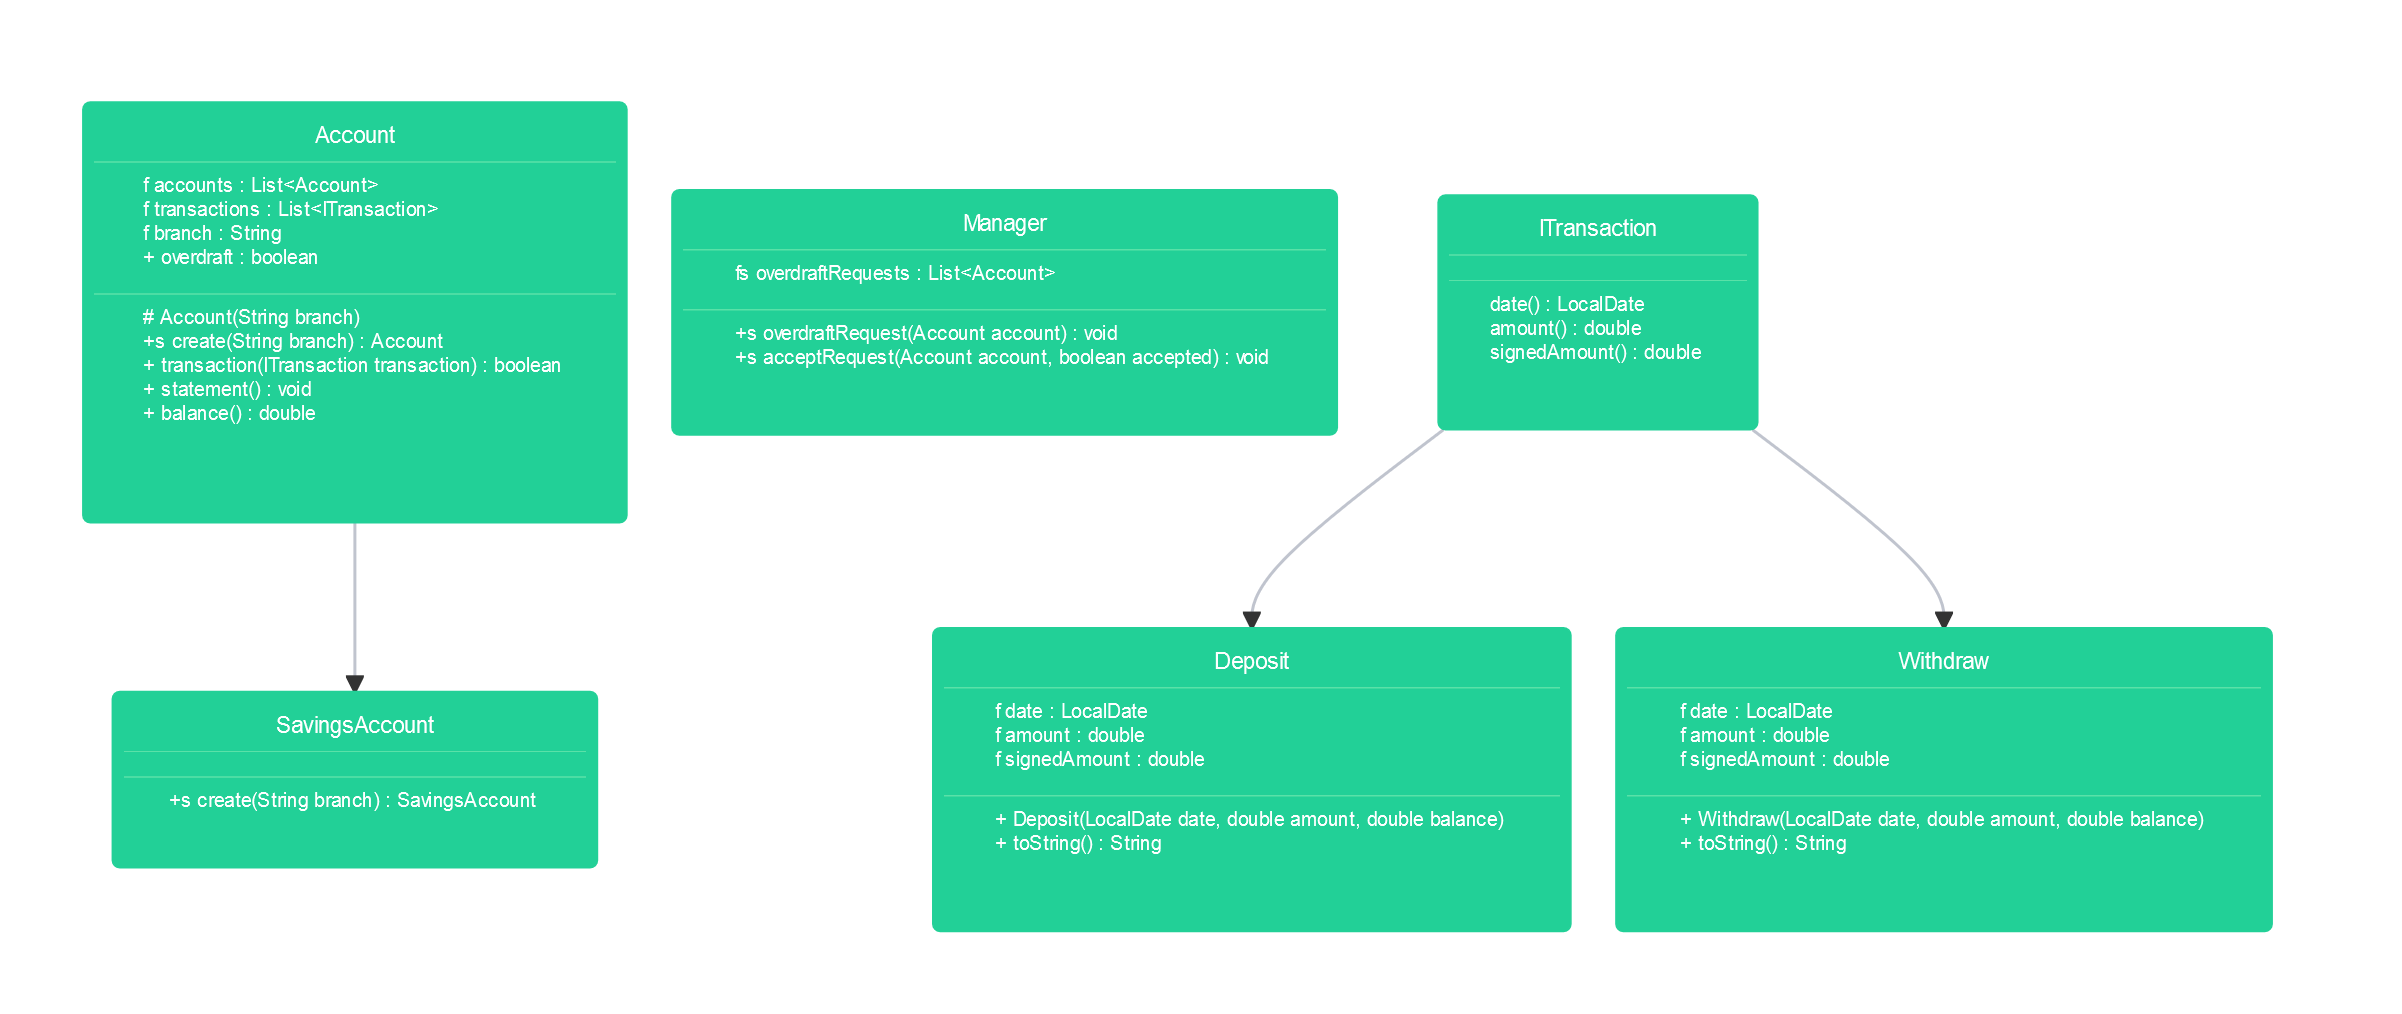 Account
f accounts : List<Account>
f transactions : List<ITransaction>
f branch : String
+ overdraft : boolean
# Account(String branch)
+s create(String branch) : Account
+ transaction(ITransaction transaction) : boolean
+ statement() : void
+ balance() : double
Manager
fs overdraftRequests : List<Account>
+s overdraftRequest(Account account) : void
+s acceptRequest(Account account, boolean accepted) : void
ITransaction
date() : LocalDate
amount() : double
signedAmount() : double
SavingsAccount
+s create(String branch) : SavingsAccount
Deposit
f date : LocalDate
f amount : double
f signedAmount : double
+ Deposit(LocalDate date, double amount, double balance)
+ toString() : String
Withdraw
f date : LocalDate
f amount : double
f signedAmount : double
+ Withdraw(LocalDate date, double amount, double balance)
+ toString() : String